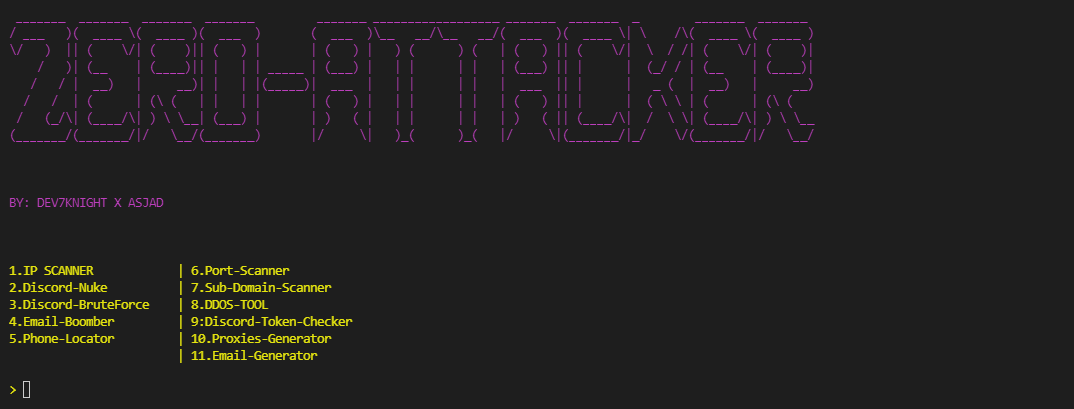 ZERO-ATTACKER
BY: DEV7KNIGHT X ASJAD
1.IP SCANNER | 6.Port-Scanner
2.Discord-Nuke | 7.Sub-Domain-Scanner
3.Discord-BruteForce | 8.DDOS-TOOL
4.Email-Boomber | 9:Discord-Token-Checker
5.Phone-Locator | 10.Proxies-Generator
| 11.Email-Generator
>